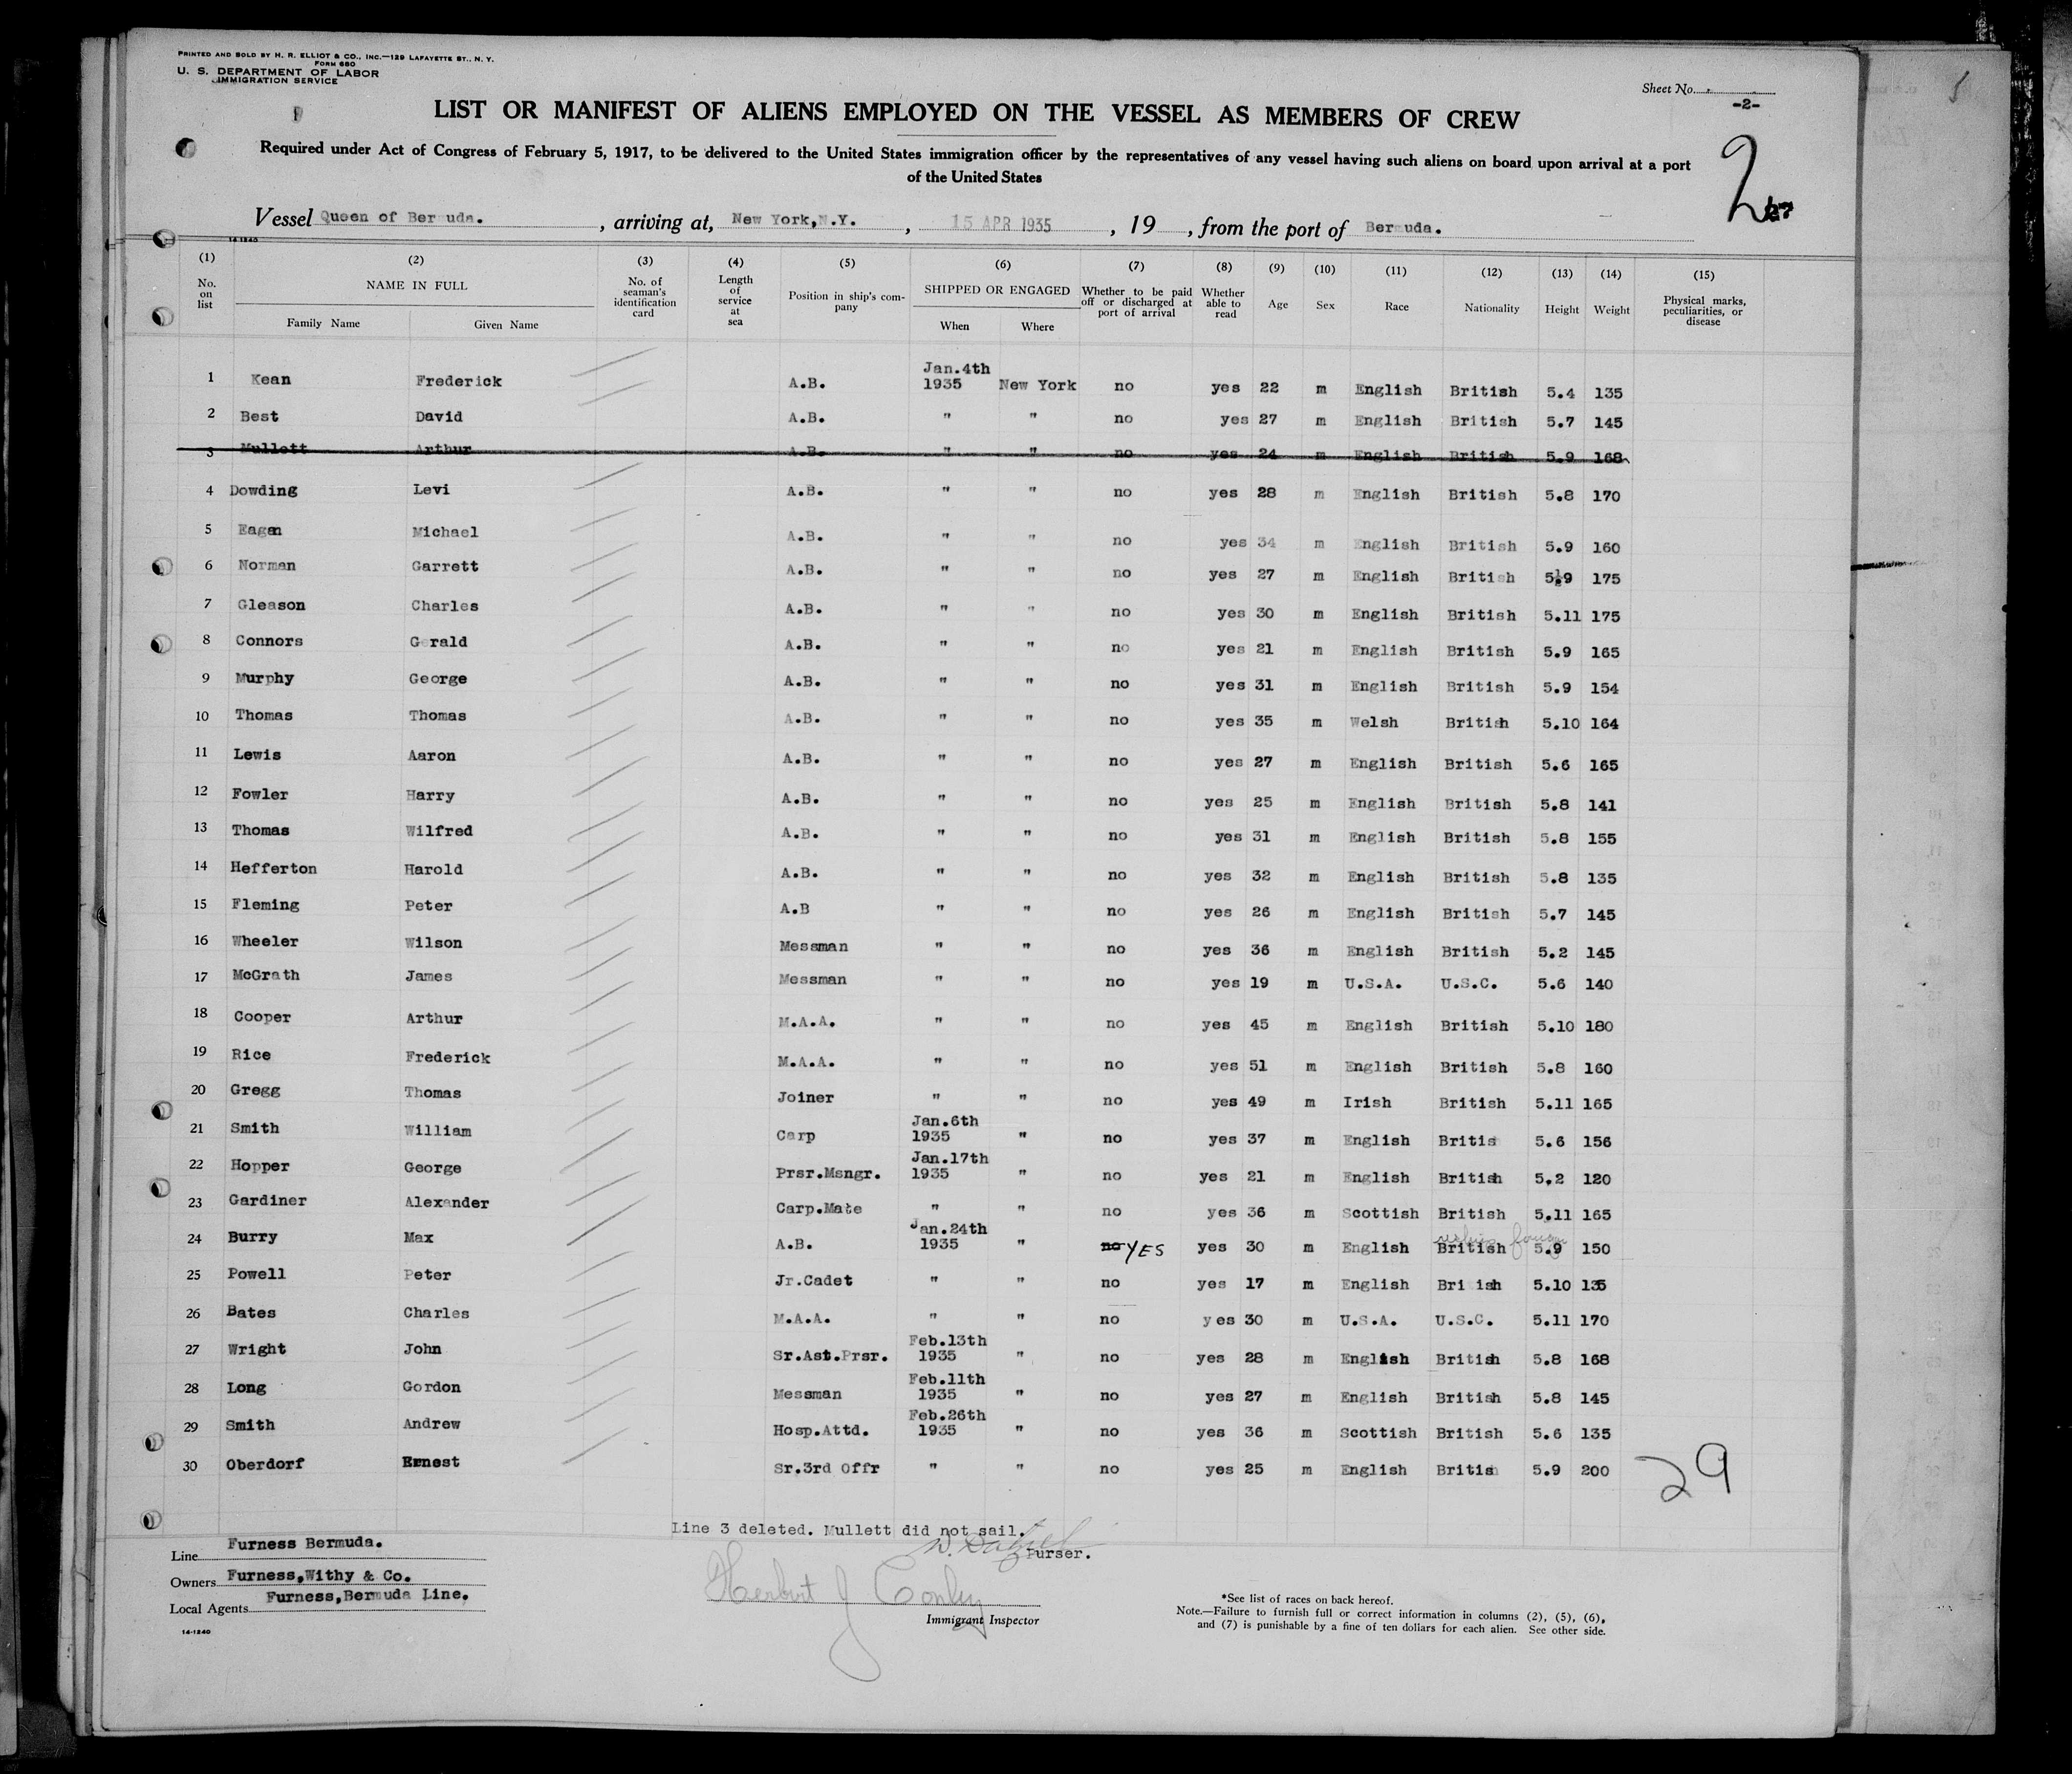 PRINTED AND SOLD BY H. R. ELLIOT & CO., INC.—129 LAFAYETTE ST., N. Y.
FORM 680
U. S. DEPARTMENT OF LABOR
IMMIGRATION SERVICE
Sheet No.
-2-
LIST OR MANIFEST OF ALIENS EMPLOYED ON THE VESSEL AS MEMBERS OF CREW
2
Required under Act of Congress of February 5, 1917, to be delivered to the United States immigration officer by the representatives of any vessel having such aliens on board upon arrival at a port
of the United States
Vessel Queen of Ber uda. , arriving at, New York, N.Y. , 15 APR 1935 , 19 , from the port of Bermuda.
14-1240
(1) (2) (3) (4) (5) (6) (7) (8) (9) (10) (11) (12) (13) (14) (15)
No. on list NAME IN FULL Family Name Given Name No. of seaman's identification card Length of service at sea Position in ship's company SHIPPED OR ENGAGED When Where Whether to be paid off or discharged at port of arrival Whether able to read Age Sex Race Nationality Height Weight Physical marks, peculiarities, or disease
1 Kean Frederick A.B. Jan.4th 1935 New York no yes 22 m English British 5.4 135
2 Best David A.B. " " no yes 27 m English British 5.7 145
3 Mullett Arthur A.B. " " no yes 24 m English British 5.9 168
4 Dowding Levi A.B. " " no yes 28 m English British 5.8 170
5 Eagan Michael A.B. " " no yes 34 m English British 5.9 160
6 Norman Garrett A.B. " " no yes 27 m English British 5.9 175
7 Gleason Charles A.B. " " no yes 30 m English British 5.11 175
8 Connors G rald A.B. " " no yes 21 m English British 5.9 165
9 Murphy George A.B. " " no yes 31 m English British 5.9 154
10 Thomas Thomas A.B. " " no yes 35 m Welsh British 5.10 164
11 Lewis Aaron A.B. " " no yes 27 m English British 5.6 165
12 Fowler Harry A.B. " " no yes 25 m English British 5.8 141
13 Thomas Wilfred A.B. " " no yes 31 m English British 5.8 155
14 Hefferton Harold A.B. " " no yes 32 m English British 5.8 135
15 Fleming Peter A.B " " no yes 26 m English British 5.7 145
16 Wheeler Wilson Messman " " no yes 36 m English British 5.2 145
17 McGrath James Messman " " no yes 19 m U.S.A. U.S.C. 5.6 140
18 Cooper Arthur M.A.A. " " no yes 45 m English British 5.10 180
19 Rice Frederick M.A.A. " " no yes 51 m English British 5.8 160
20 Gregg Thomas Joiner " " no yes 49 m Irish British 5.11 165
21 Smith William Carp Jan.6th 1935 " no yes 37 m English Britis 5.6 156
22 Hopper George Prsr.Msngr. Jan.17th 1935 " no yes 21 m English British 5.2 120
23 Gardiner Alexander Carp.Mate " " no yes 36 m Scottish British 5.11 165
24 Burry Max A.B. Jan.24th 1935 " no YES yes 30 m English British 5.9 150
25 Powell Peter Jr.Cadet " " no yes 17 m English Bri ish 5.10 135
26 Bates Charles M.A.A. " " no yes 30 m U.S.A. U.S.C. 5.11 170
27 Wright John Sr.Ast.Prsr. Feb.13th 1935 " no yes 28 m English British 5.8 168
28 Long Gordon Messman Feb.11th 1935 " no yes 27 m English British 5.8 145
29 Smith Andrew Hosp.Attd. Feb.26th 1935 " no yes 36 m Scottish British 5.6 135
30 Oberdorf Ernest Sr.3rd Offr " " no yes 25 m English British 5.9 200
29
Line 3 deleted. Mullett did not sail.
Purser.
Line Furness Bermuda.
Owners Furness,Withy & Co.
Local Agents Furness,Bermuda Line.
14-1240
Herbert J Conley
Immigrant Inspector
*See list of races on back hereof.
Note.—Failure to furnish full or correct information in columns (2), (5), (6),
and (7) is punishable by a fine of ten dollars for each alien. See other side.